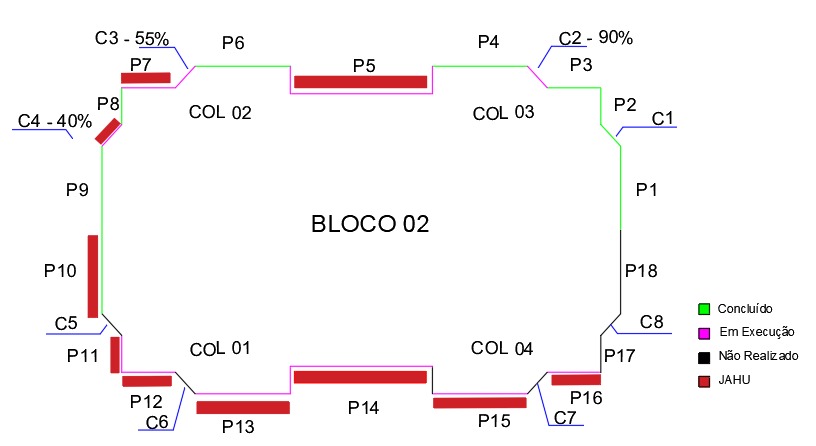 C3 - 55%
P6
P4
C2 - 90%
P7
P5
P3
P8
COL 02
COL 03
P2
C4 - 40%
C1
P9
P1
BLOCO 02
P10
P18
Concluído
C5
C8
Em Execução
P11
COL 01
COL 04
P17
Não Realizado
JAHU
P12
P16
P14
C6
P13
P15
C7